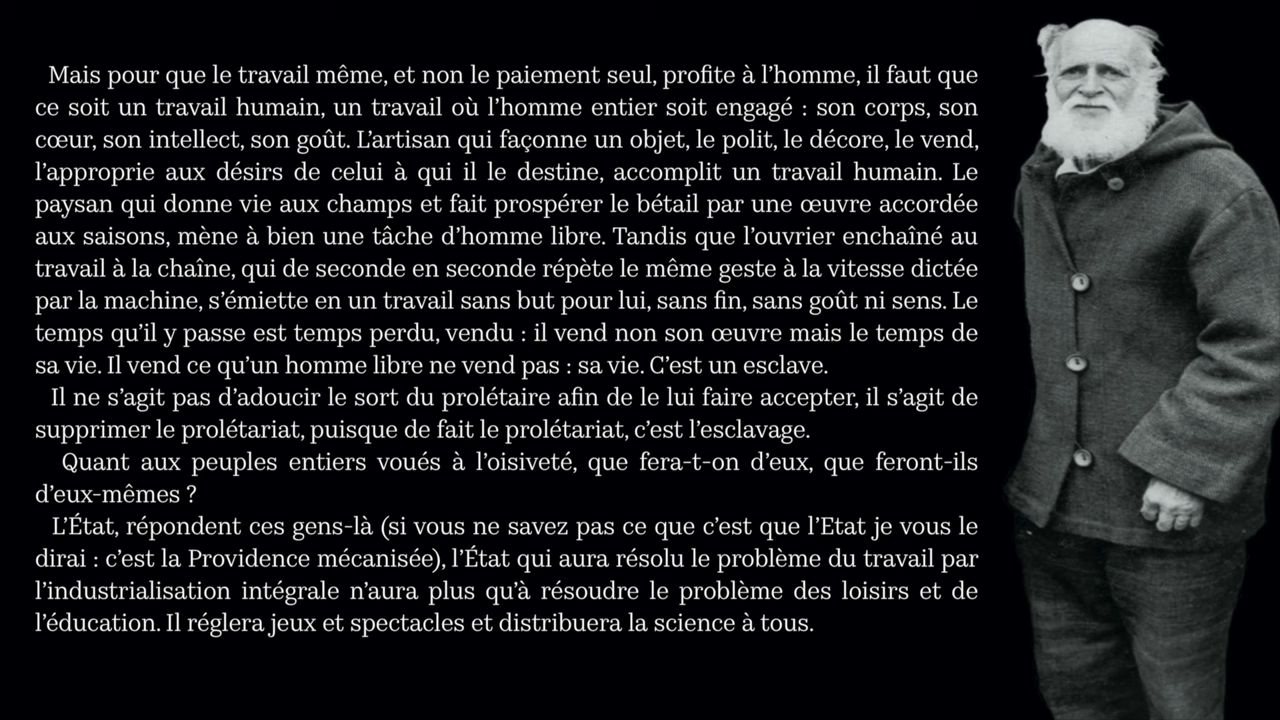 Mais pour que le travail même, et non le paiement seul, profite à l’homme, il faut que
ce soit un travail humain, un travail où l’homme entier soit engagé : son corps, son
cœur, son intellect, son goût. L’artisan qui façonne un objet, le polit, le décore, le vend,
l’approprie aux désirs de celui à qui il le destine, accomplit un travail humain. Le
paysan qui donne vie aux champs et fait prospérer le bétail par une œuvre accordée
aux saisons, mène à bien une tâche d’homme libre. Tandis que l’ouvrier enchaîné au
travail à la chaîne, qui de seconde en seconde répète le même geste à la vitesse dictée
par la machine, s’émiette en un travail sans but pour lui, sans fin, sans goût ni sens. Le
temps qu’il y passe est temps perdu, vendu : il vend non son œuvre mais le temps de
sa vie. Il vend ce qu’un homme libre ne vend pas : sa vie. C’est un esclave.
Il ne s’agit pas d’adoucir le sort du prolétaire afin de le lui faire accepter, il s’agit de
supprimer le prolétariat, puisque de fait le prolétariat, c’est l’esclavage.
Quant aux peuples entiers voués à l’oisiveté, que fera-t-on d’eux, que feront-ils
d’eux-mêmes ?
L’État, répondent ces gens-là (si vous ne savez pas ce que c’est que l’Etat je vous le
dirai : c’est la Providence mécanisée), l’État qui aura résolu le problème du travail par
l’industrialisation intégrale n’aura plus qu’à résoudre le problème des loisirs et de
l’éducation. Il réglera jeux et spectacles et distribuera la science à tous.